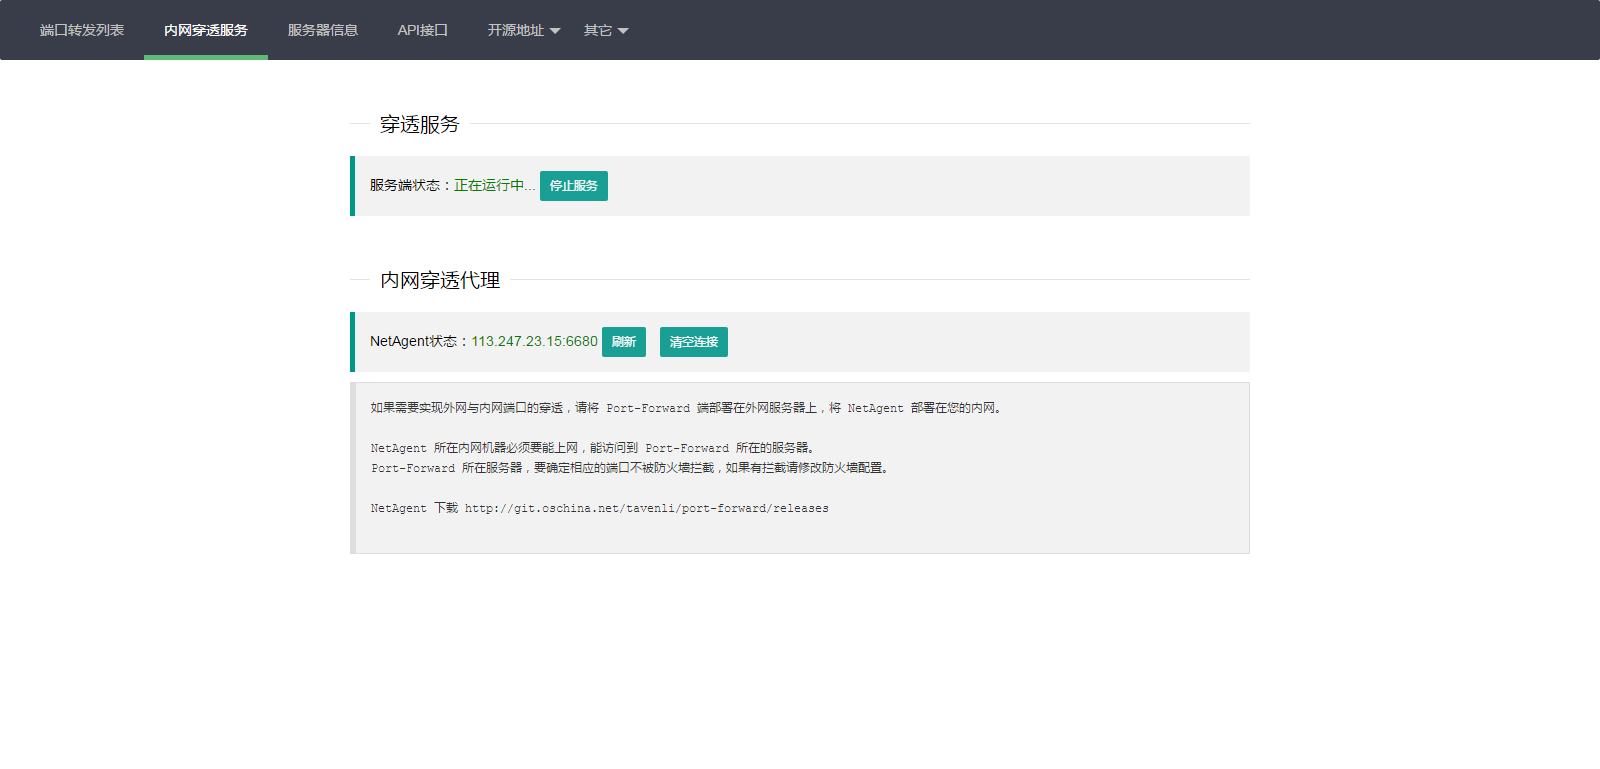 端口转发列表 内网穿透服务 服务器信息 API接口 开源地址 其它
穿透服务
服务端状态：正在运行中... 停止服务
内网穿透代理
NetAgent状态：113.247.23.15:6680 刷新 清空连接
如果需要实现外网与内网端口的穿透，请将 Port-Forward 端部署在外网服务器上，将 NetAgent 部署在您的内网。
NetAgent 所在内网机器必须要能上网，能访问到 Port-Forward 所在的服务器。
Port-Forward 所在服务器，要确定相应的端口不被防火墙拦截，如果有拦截请修改防火墙配置。
NetAgent 下载 http://git.oschina.net/tavenli/port-forward/releases